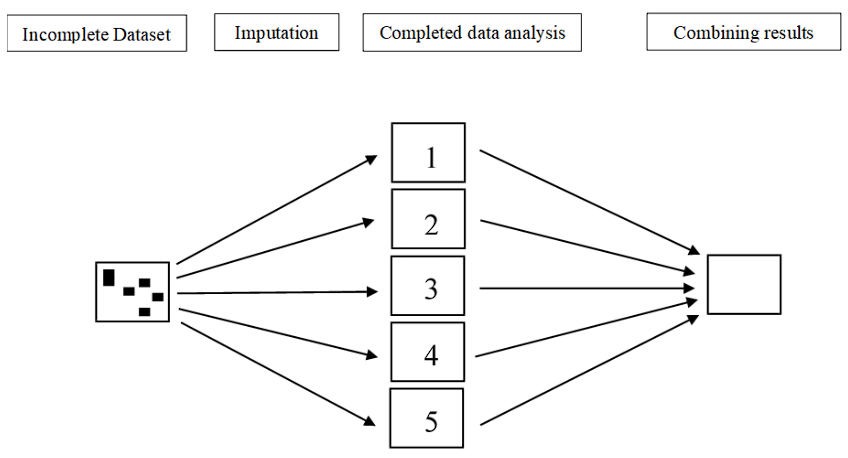 Incomplete Dataset
Imputation
Completed data analysis
Combining results
1
2
3
4
5